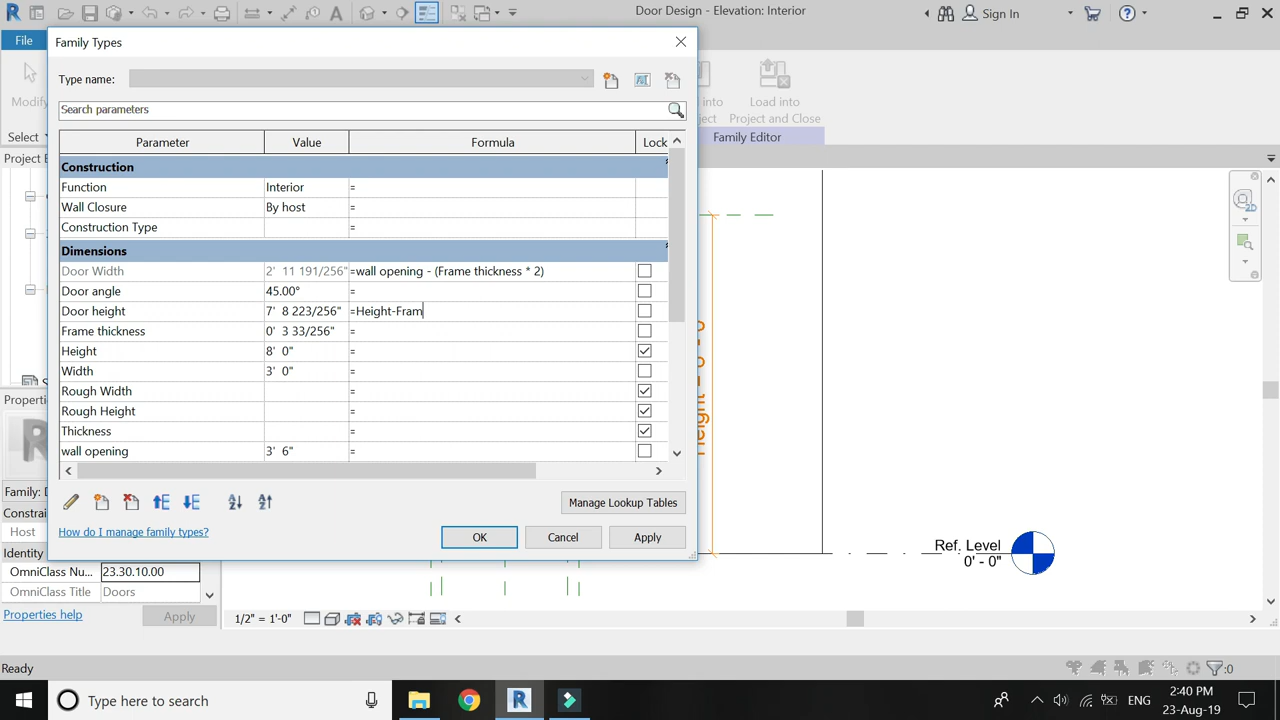 Door Design - Elevation: Interior
Sign In
File
Family Types
Type name:
Modify
Search parameters
into
Load into
Project and Close
Select
Family Editor
Parameter
Value
Formula
Lock
Project
Construction
Function
Interior
=
Wall Closure
By host
=
Construction Type
=
Dimensions
Door Width
2' 11 191/256"
=wall opening - (Frame thickness * 2)
Door angle
45.00°
=
Door height
7' 8 223/256"
=Height-Fram
Frame thickness
0' 3 33/256"
=
Height
8' 0"
=
Width
3' 0"
=
Rough Width
=
Rough Height
=
Thickness
=
wall opening
3' 6"
=
Manage Lookup Tables
How do I manage family types?
OK
Cancel
Apply
Family:
Host
Identity
OmniClass Nu...
23.30.10.00
OmniClass Title
Doors
Properties help
Apply
Ref. Level
0' - 0"
1/2" = 1'-0"
Ready
:0
Type here to search
ENG
2:40 PM
23-Aug-19